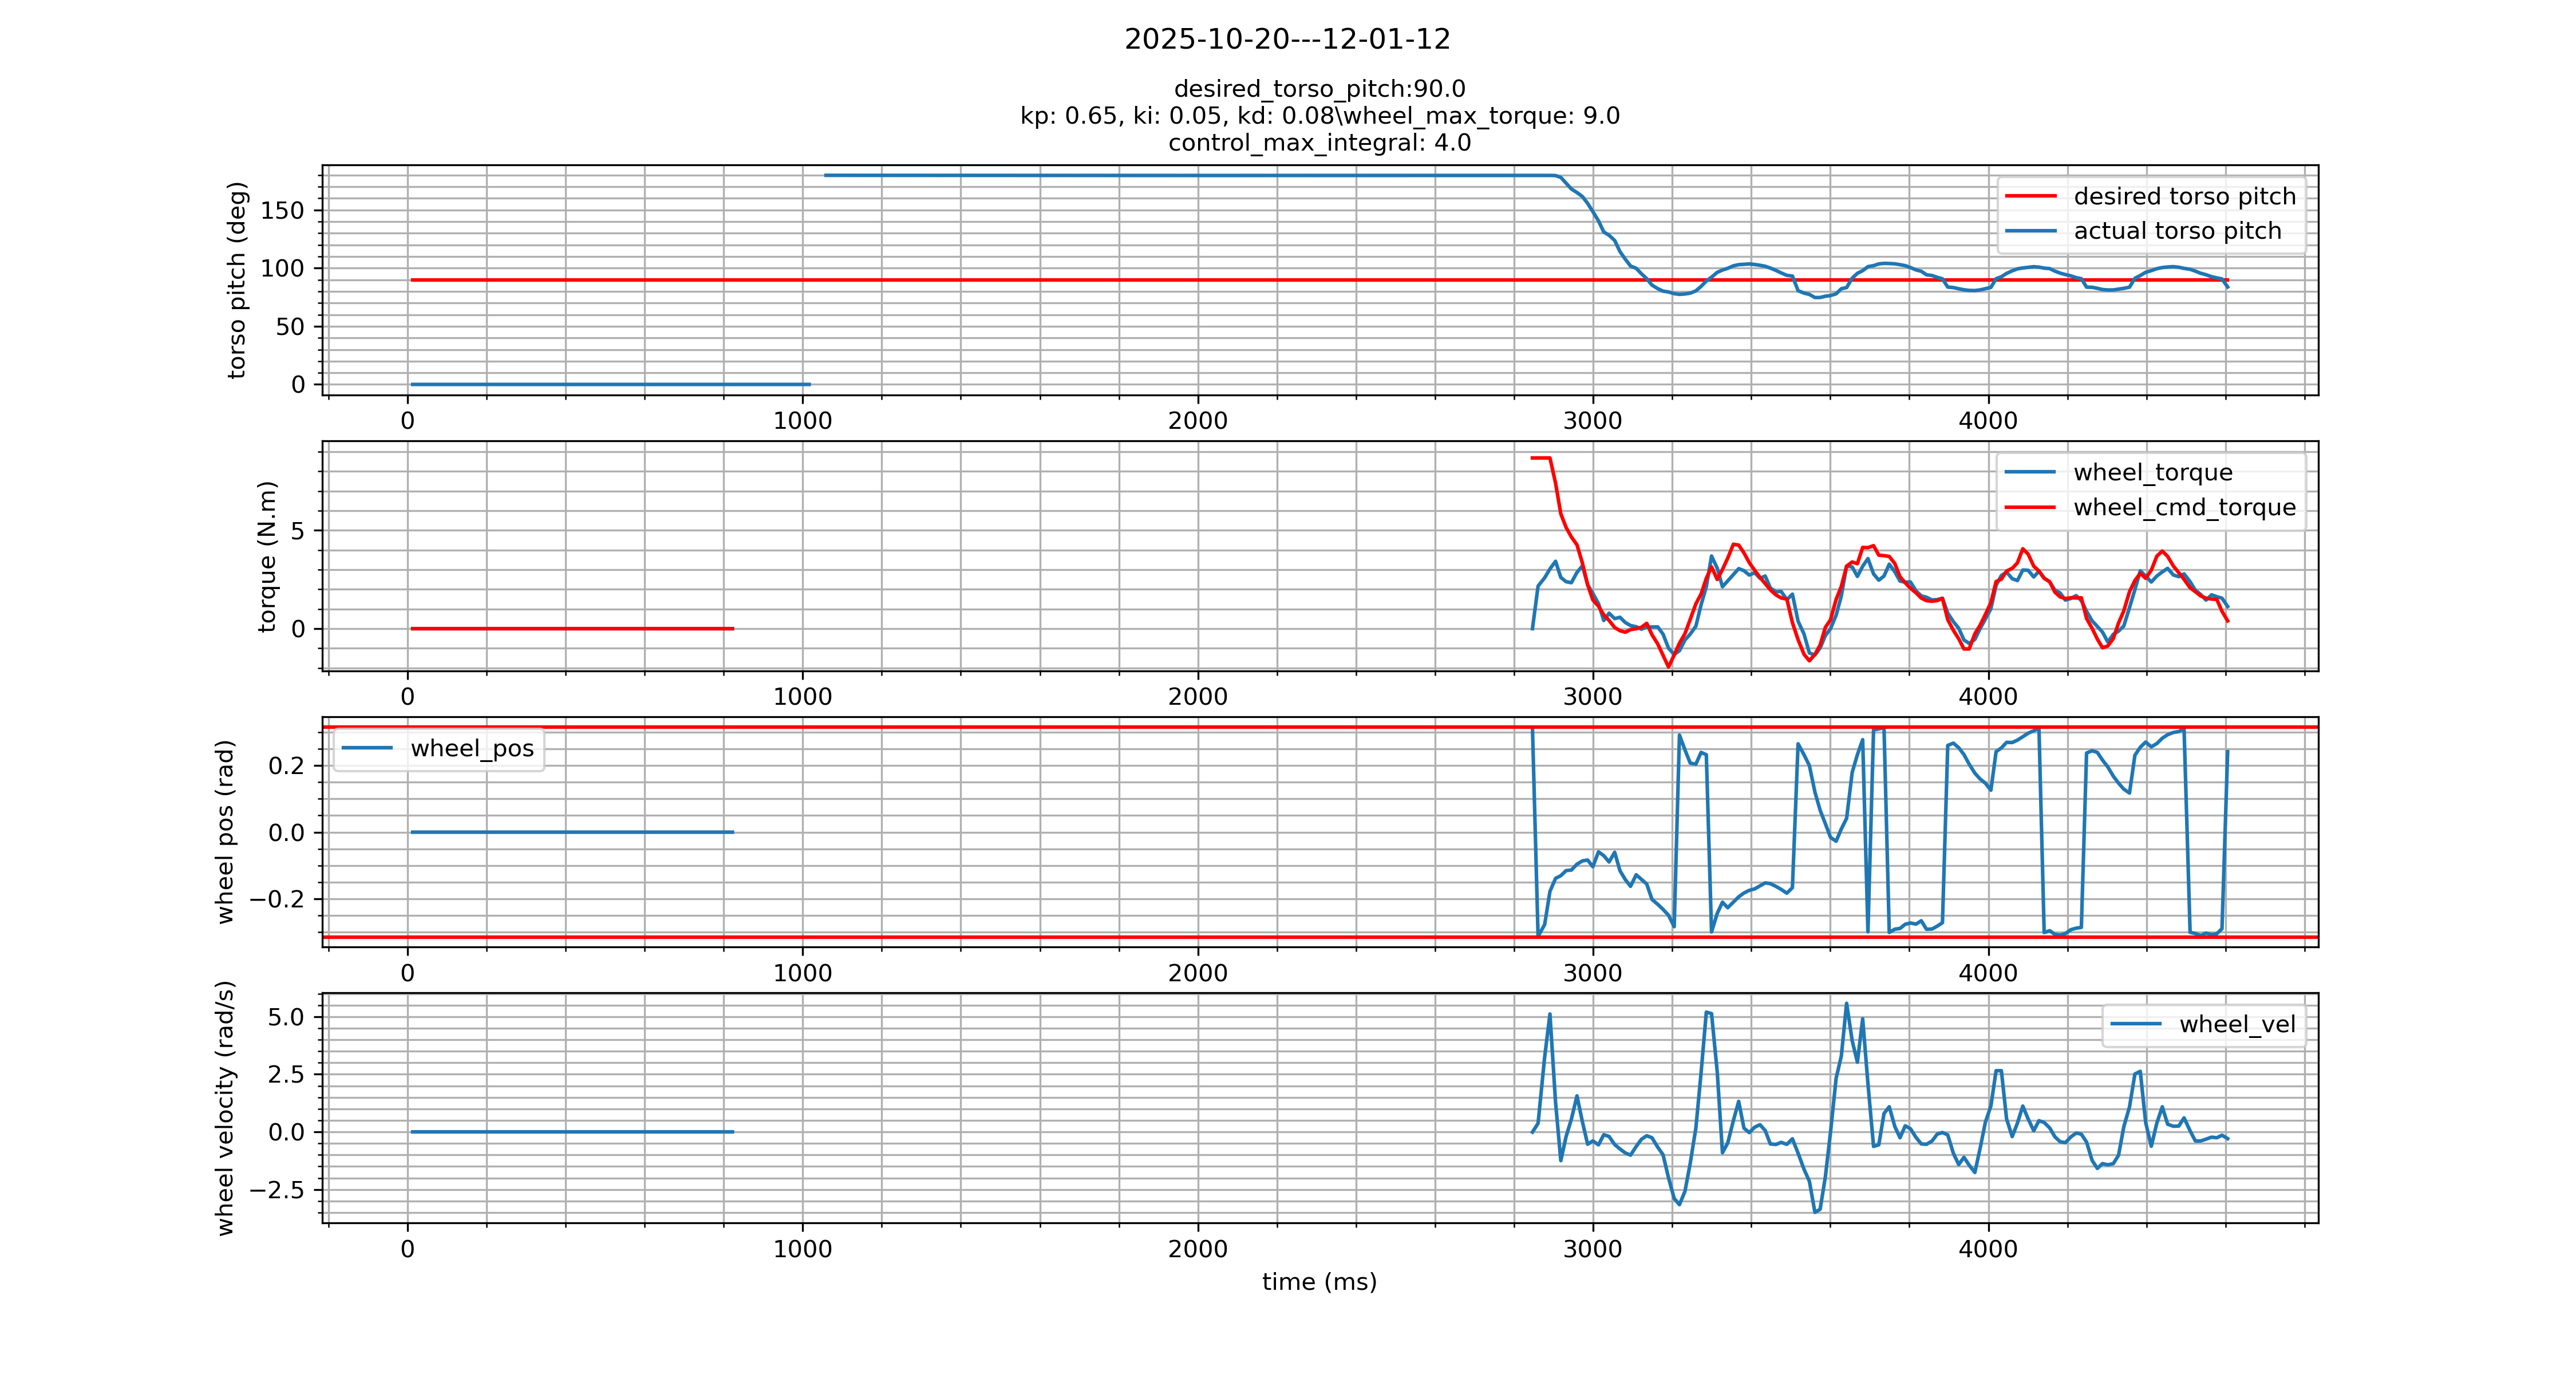 2025-10-20---12-01-12
desired_torso_pitch:90.0
kp: 0.65, ki: 0.05, kd: 0.08\wheel_max_torque: 9.0
control_max_integral: 4.0
torso pitch (deg)
150
100
50
0
desired torso pitch
actual torso pitch
0 1000 2000 3000 4000
torque (N.m)
5
0
wheel_torque
wheel_cmd_torque
0 1000 2000 3000 4000
wheel pos (rad)
0.2
0.0
−0.2
wheel_pos
0 1000 2000 3000 4000
wheel velocity (rad/s)
5.0
2.5
0.0
−2.5
wheel_vel
0 1000 2000 3000 4000
time (ms)